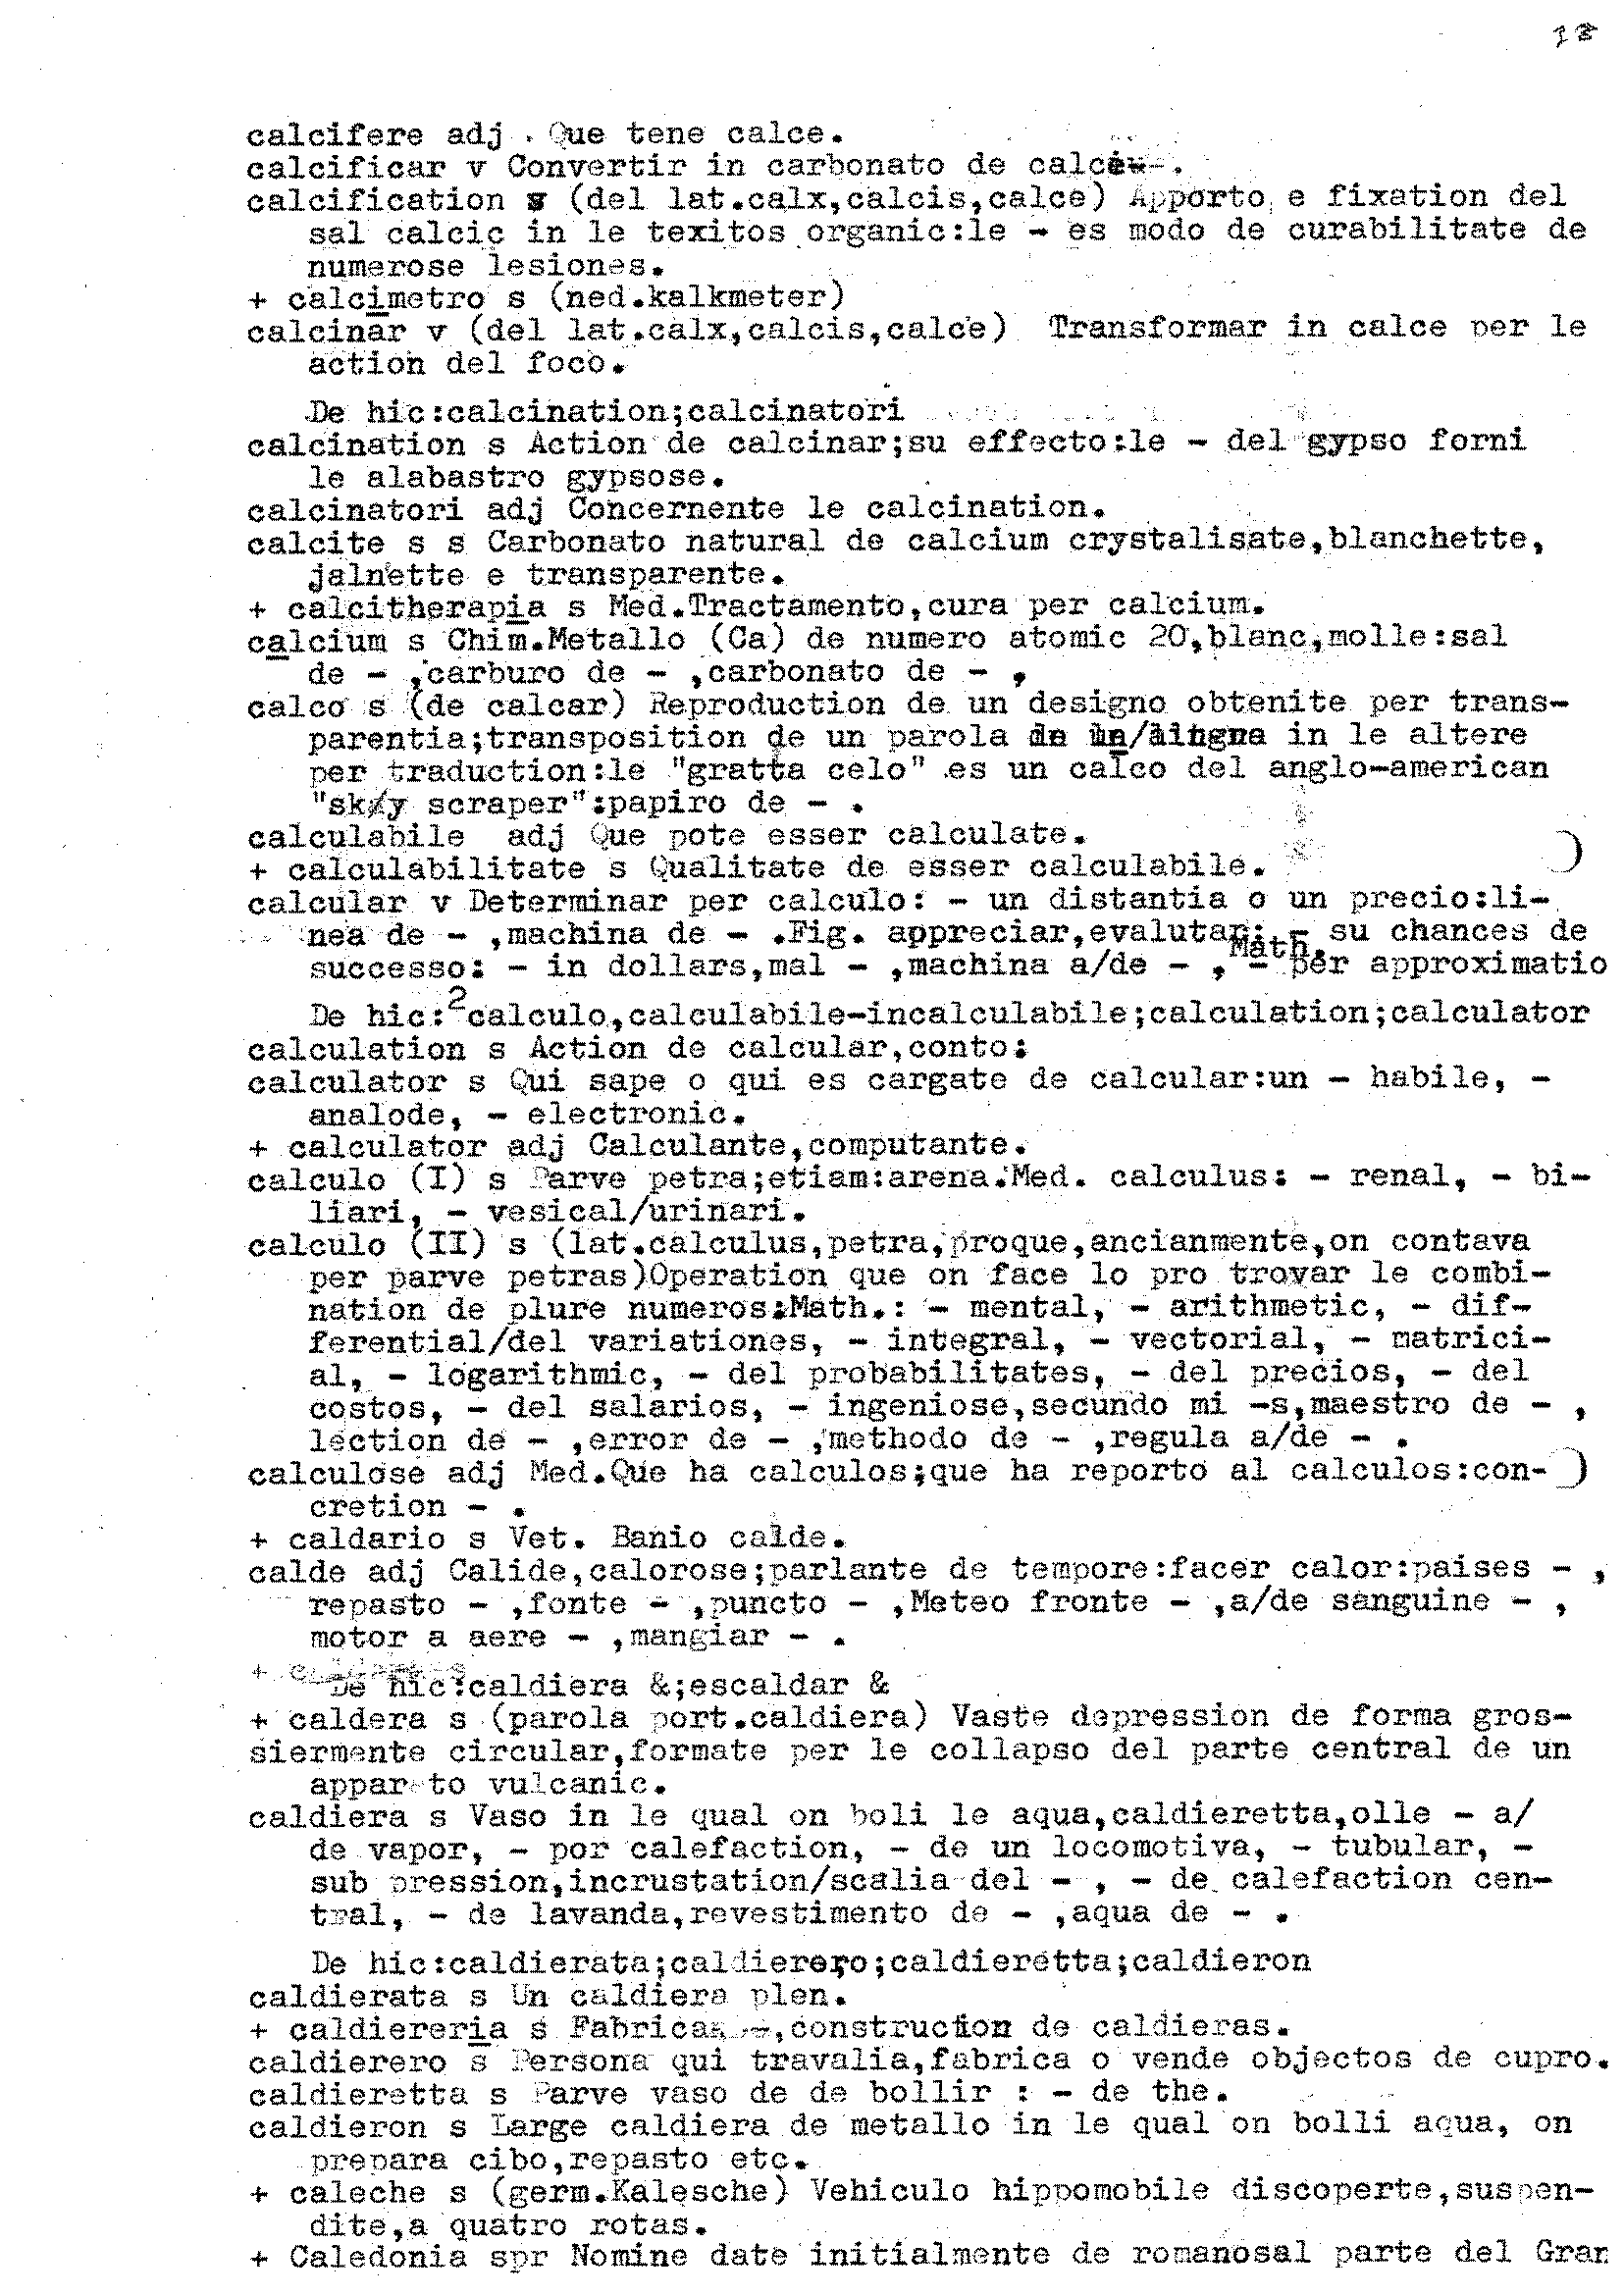 18
calcifere adj . Que tene calce.
calcificar v Convertir in carbonato de calce.
calcification s (del lat.calx,calcis,calce) Apporto e fixation del
sal calcic in le texitos organic:le - es modo de curabilitate de
numerose lesiones.
+ calcimetro s (ned.kalkmeter)
calcinar v (del lat.calx,calcis,calce) Transformar in calce per le
action del foco.
De hic:calcination;calcinatori
calcination s Action de calcinar;su effecto:le - del gypso forni
le alabastro gypsose.
calcinatori adj Concernente le calcination.
calcite s s Carbonato natural de calcium crystalisate,blanchette,
jalnette e transparente.
+ calcitherapia s Med.Tractamento,cura per calcium.
calcium s Chim.Metallo (Ca) de numero atomic 20,blanc,molle:sal
de - ,carburo de - ,carbonato de - ,
calco s (de calcar) Reproduction de un designo obtenite per trans-
parentia;transposition de un parola in le altere
per traduction:le "gratta celo" es un calco del anglo-american
"sk/y scraper":papiro de - .
calculabile adj Que pote esser calculate.
+ calculabilitate s Qualitate de esser calculabile.
calcular v Determinar per calculo: - un distantia o un precio:li-
nea de - ,machina de - .Fig. appreciar,evalutar: - su chances de
successo: - in dollars,mal - ,machina a/de - , Math. - per approximatio
De hic:2calculo,calculabile-incalculabile;calculation;calculator
calculation s Action de calcular,conto:
calculator s Qui sape o qui es cargate de calcular:un - habile, -
analode, - electronic.
+ calculator adj Calculante,computante.
calculo (I) s Parve petra;etiam:arena.Med. calculus: - renal, - bi-
liari, - vesical/urinari.
calculo (II) s (lat.calculus,petra,proque,ancianmente,on contava
per parve petras)Operation que on face lo pro trovar le combi-
nation de plure numeros:Math.: - mental, - arithmetic, - dif-
ferential/del variationes, - integral, - vectorial, - matrici-
al, - logarithmic, - del probabilitates, - del precios, - del
costos, - del salarios, - ingeniose,secundo mi -s,maestro de - ,
lection de - ,error de - ,methodo de - ,regula a/de - .
calculose adj Med.Que ha calculos;que ha reporto al calculos:con-
cretion - .
+ caldario s Vet. Banio calde.
calde adj Calide,calorose;parlante de tempore:facer calor:paises - ,
repasto - ,fonte - ,puncto - ,Meteo fronte - ,a/de sanguine - ,
motor a aere - ,mangiar - .
De hic:caldiera &;escaldar &
+ caldera s (parola port.caldiera) Vaste depression de forma gros-
siermente circular,formate per le collapso del parte central de un
apparato vulcanic.
caldiera s Vaso in le qual on boli le aqua,caldieretta,olle - a/
de vapor, - por calefaction, - de un locomotiva, - tubular, -
sub pression,incrustation/scalia del - , - de calefaction cen-
tral, - de lavanda,revestimento de - ,aqua de - .
De hic:caldierata;caldierero;caldieretta;caldieron
caldierata s Un caldiera plen.
+ caldiereria s Fabrica,construction de caldieras.
caldierero s Persona qui travalia,fabrica o vende objectos de cupro.
caldieretta s Parve vaso de de bollir : - de the.
caldieron s Large caldiera de metallo in le qual on bolli aqua, on
prepara cibo,repasto etc.
+ caleche s (germ.Kalesche) Vehiculo hippomobile discoperte,suspen-
dite,a quatro rotas.
+ Caledonia spr Nomine date initialmente de romanosal parte del Gran